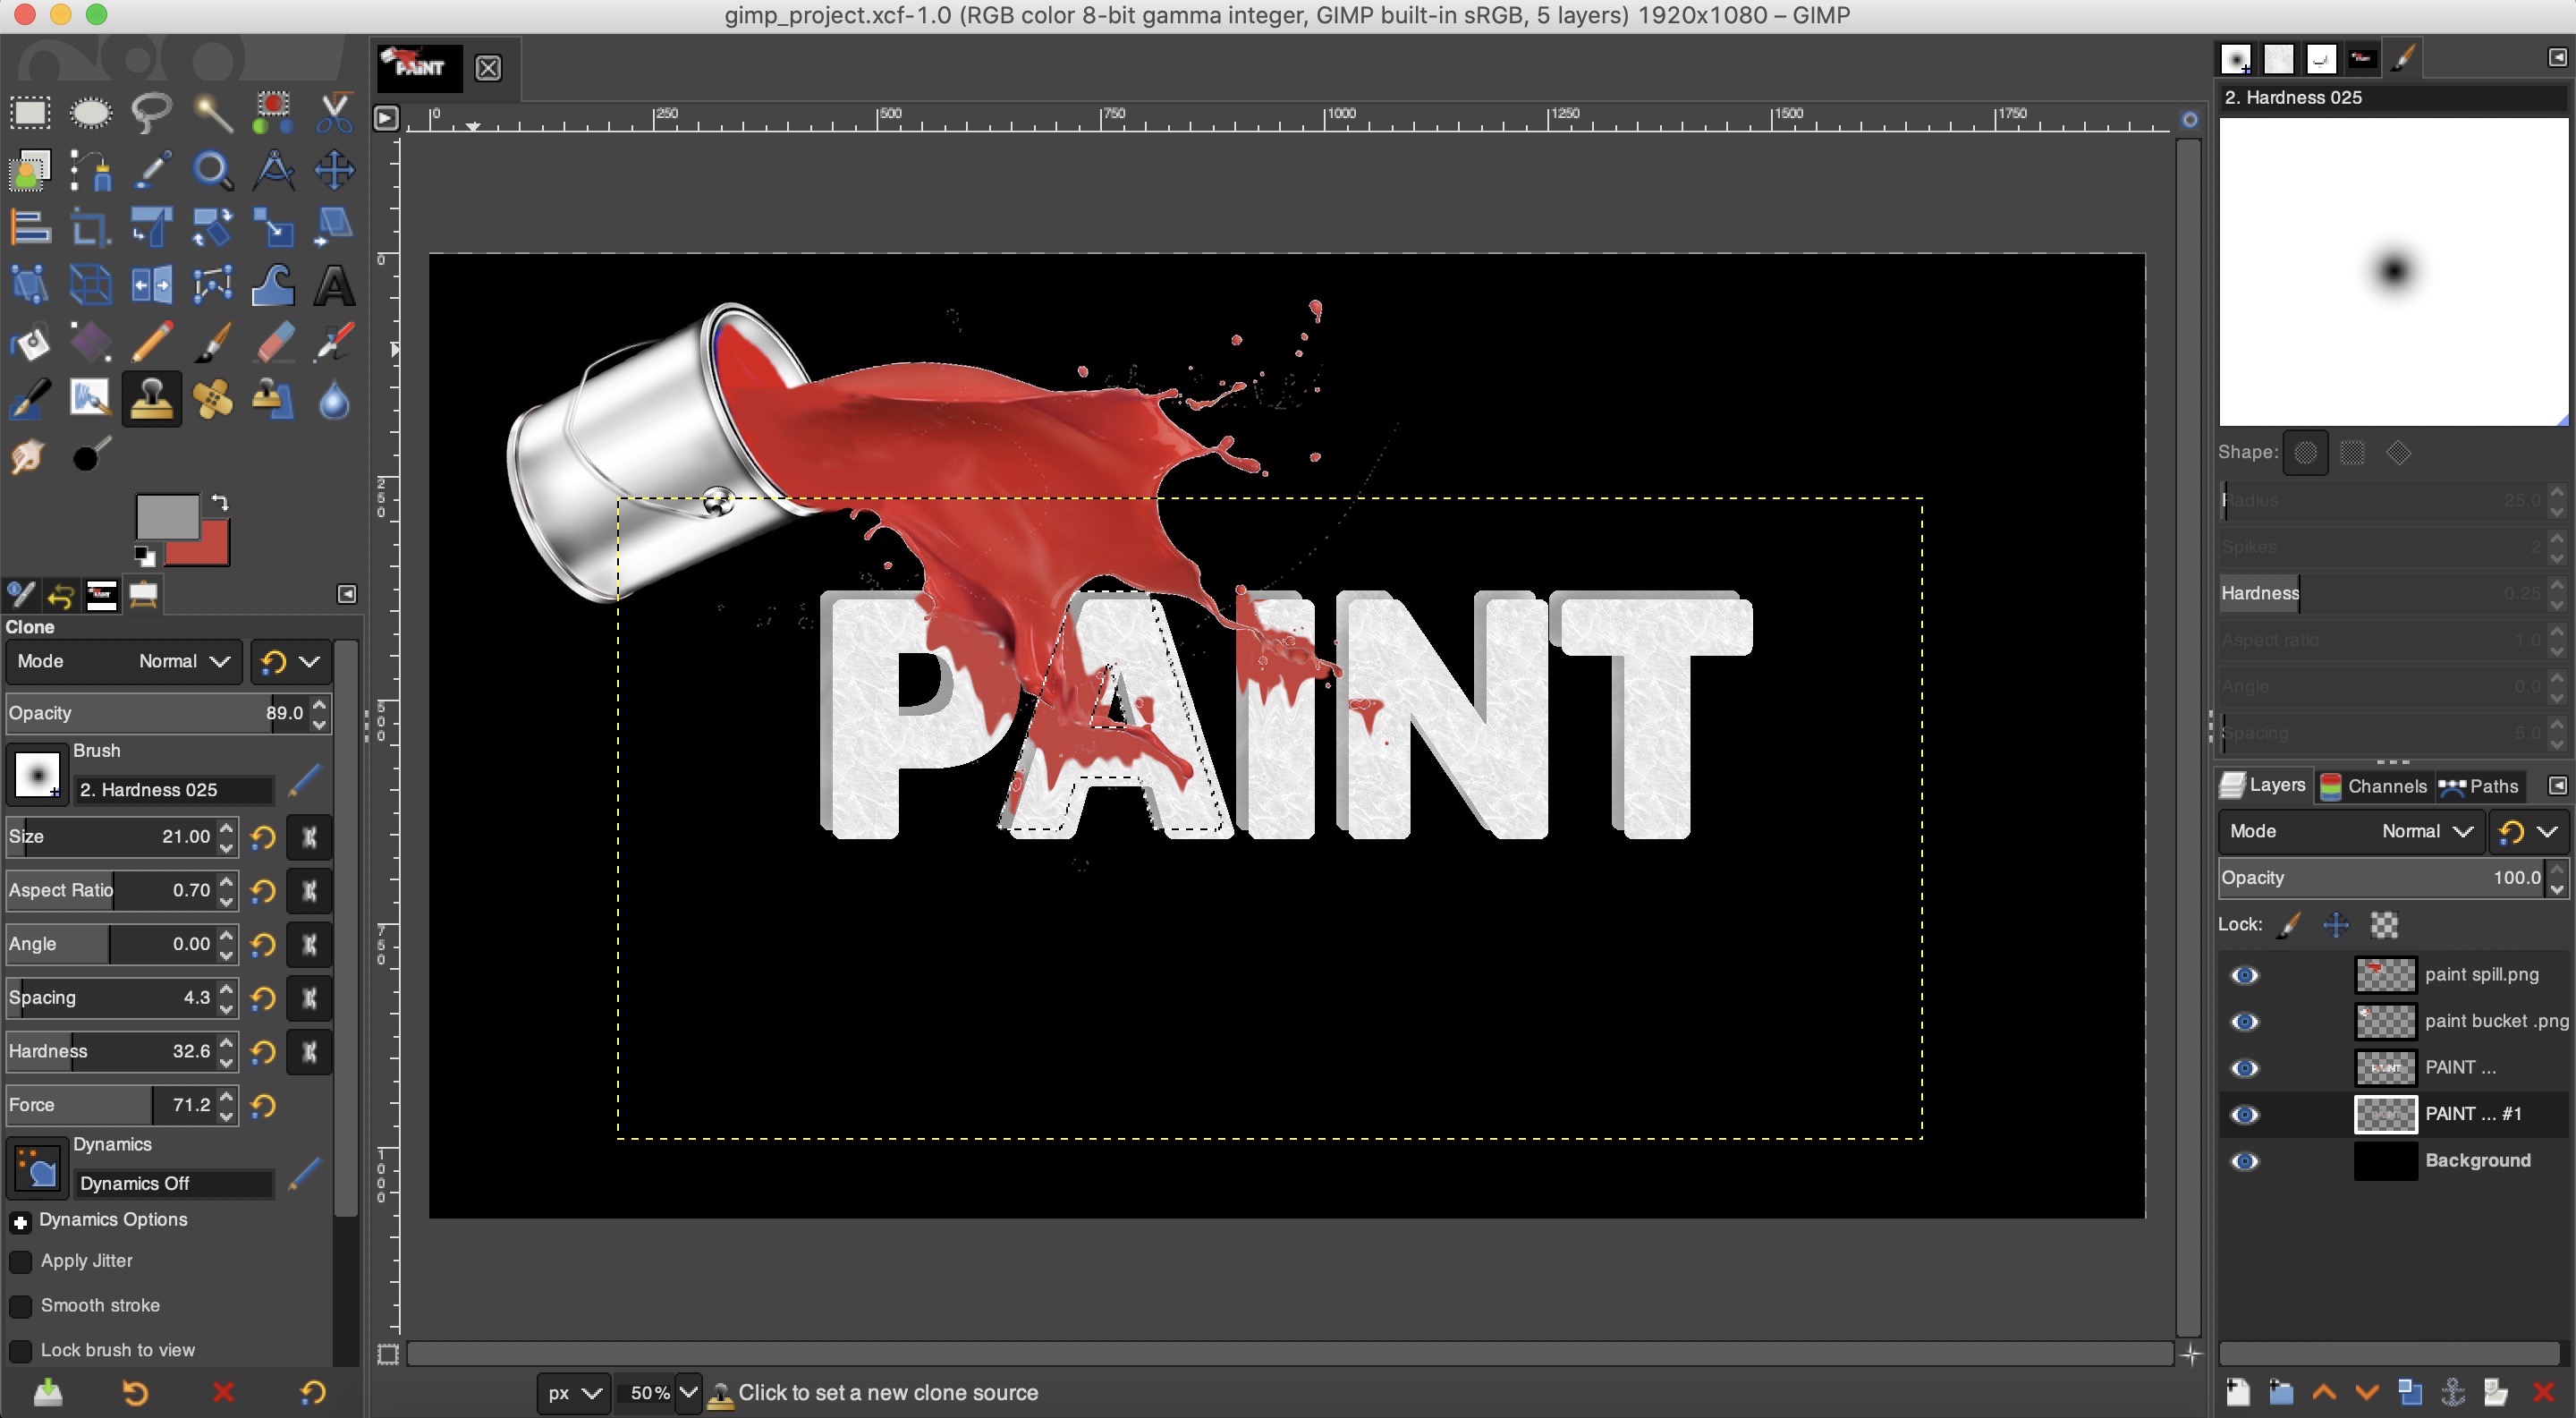 gimp_project.xcf-1.0 (RGB color 8-bit gamma integer, GIMP built-in sRGB, 5 layers) 1920x1080 – GIMP
0 250 500 750 1000 1250 1500 1750
2. Hardness 025
Shape:
Radius 25.0
Spikes 2
Hardness 0.25
Aspect ratio 1.0
Angle 0.0
Spacing 5.0
0
250
500
750
1000
PAINT
Clone
Mode Normal
Opacity 89.0
Brush
2. Hardness 025
Size 21.00
Aspect Ratio 0.70
Angle 0.00
Spacing 4.3
Hardness 32.6
Force 71.2
Dynamics
Dynamics Off
Dynamics Options
Apply Jitter
Smooth stroke
Lock brush to view
px 50% Click to set a new clone source
Layers Channels Paths
Mode Normal
Opacity 100.0
Lock:
paint spill.png
paint bucket .png
PAINT ...
PAINT ... #1
Background